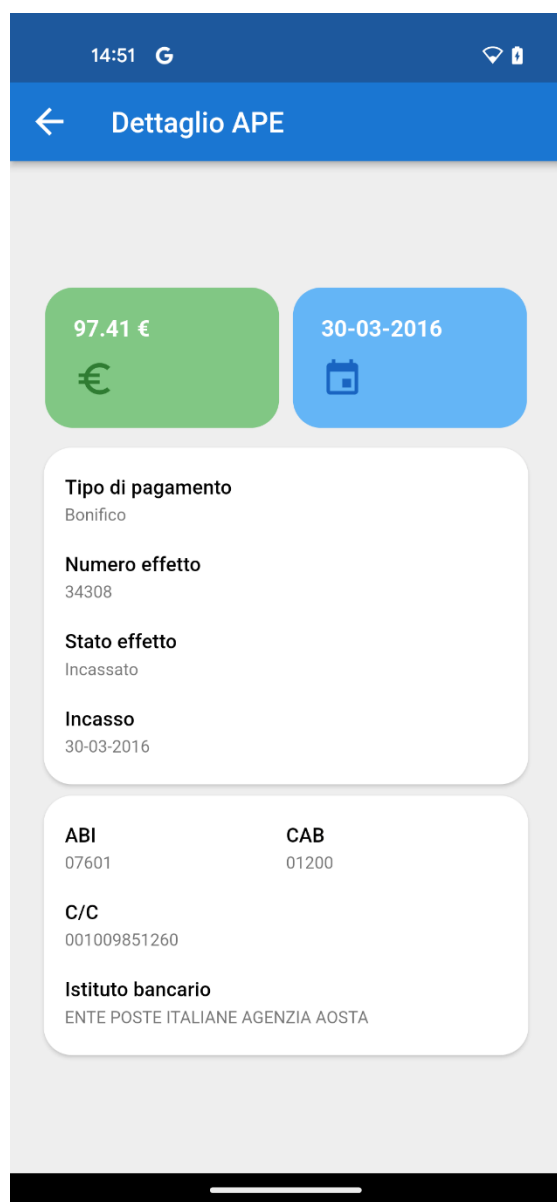 14:51 G
Dettaglio APE
97.41 €
30-03-2016
€
Tipo di pagamento
Bonifico
Numero effetto
34308
Stato effetto
Incassato
Incasso
30-03-2016
ABI CAB
07601 01200
C/C
001009851260
Istituto bancario
ENTE POSTE ITALIANE AGENZIA AOSTA